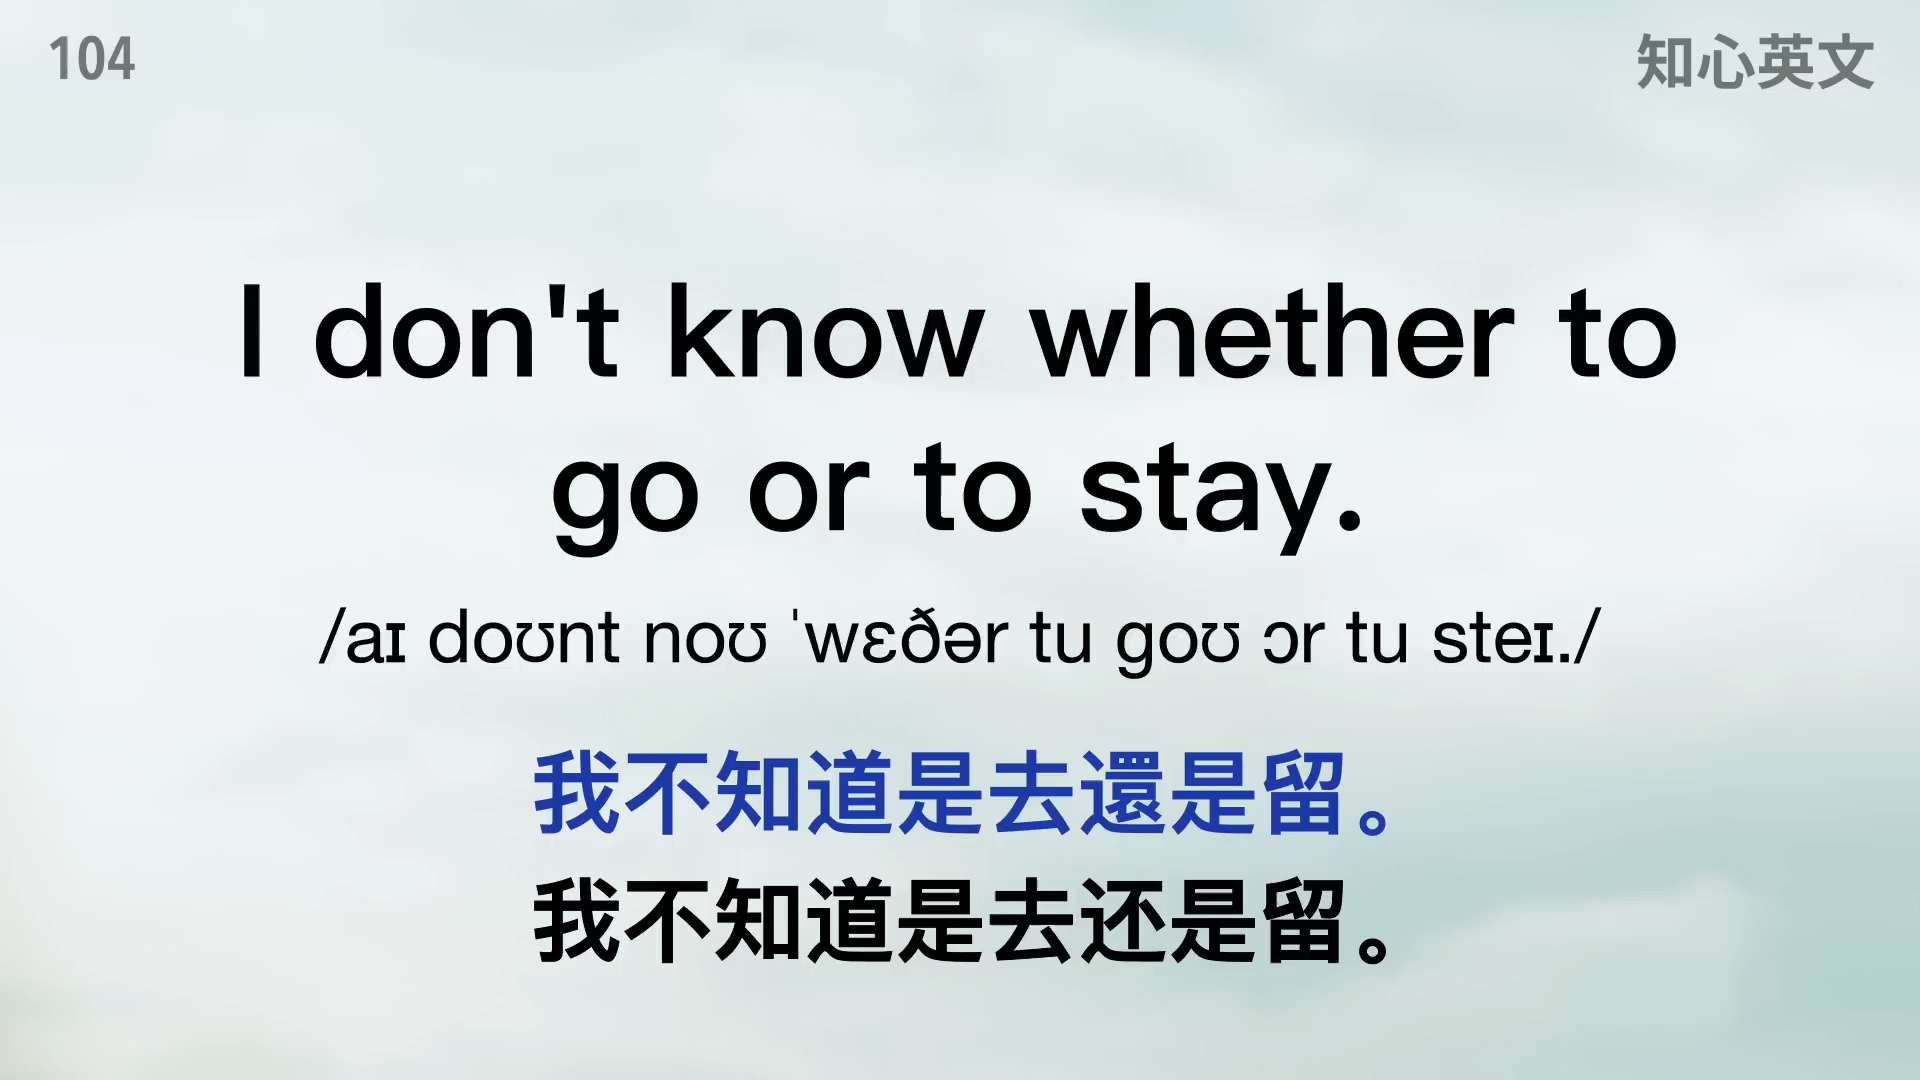 104
知心英文
I don't know whether to
go or to stay.
/aɪ doʊnt noʊ ˈwɛðər tu goʊ ɔr tu steɪ./
我不知道是去還是留。
我不知道是去还是留。